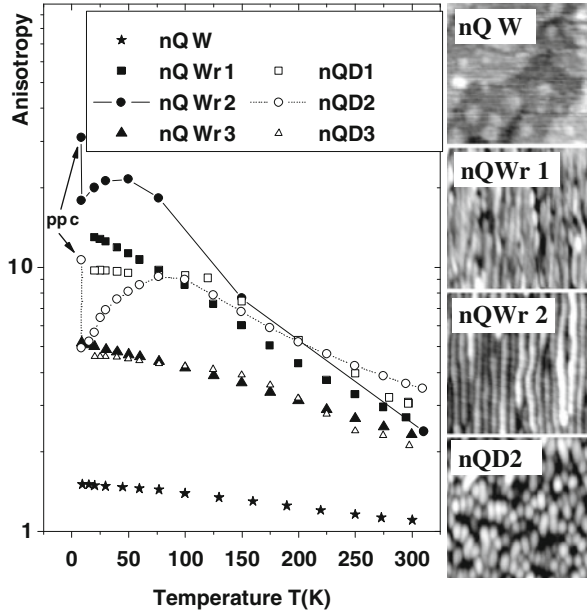 Anisotropy
10
1
nQ W
nQ Wr 1
nQ Wr 2
nQ Wr 3
nQD1
nQD2
nQD3
ppc
0
50
100
150
200
250
300
Temperature T(K)
nQ W
nQWr 1
nQWr 2
nQD2